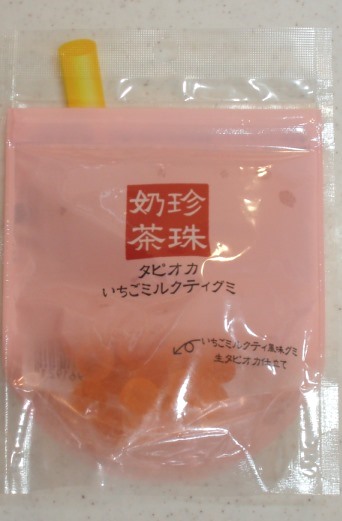 珍珠
奶茶
タピオカ
いちごミルクティグミ
いちごミルクティ風味グミ
生タピオカ仕立て